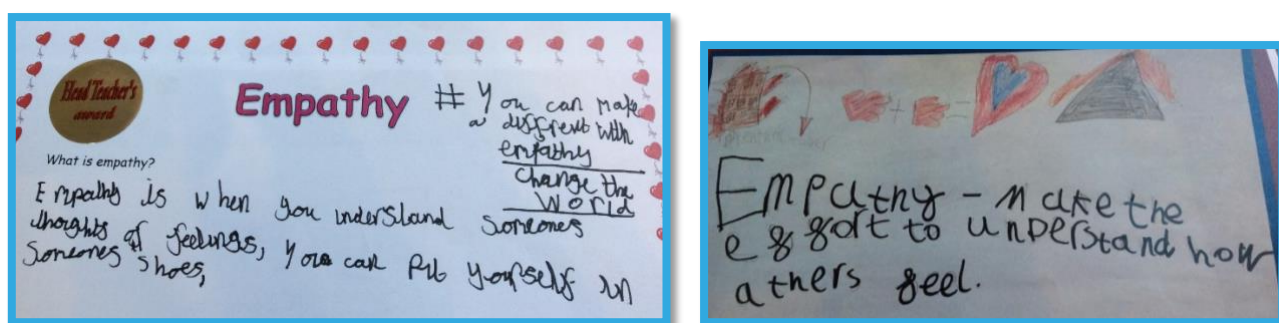 Head Teacher's
award
Empathy
# You can make
a different with
empathy
change the
World
What is empathy?
Empathy is when you understand someones
thoughts of feelings, you can put yourself in
Someones shoes,
Empathy - make the
effort to understand how
athers feel.